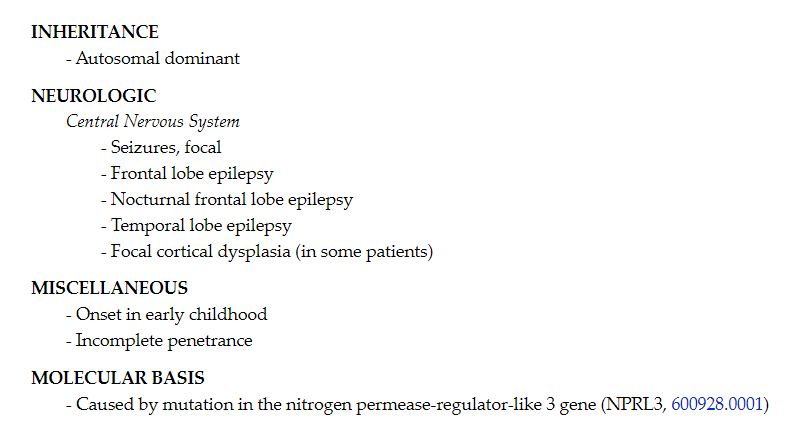 INHERITANCE
- Autosomal dominant
NEUROLOGIC
Central Nervous System
- Seizures, focal
- Frontal lobe epilepsy
- Nocturnal frontal lobe epilepsy
- Temporal lobe epilepsy
- Focal cortical dysplasia (in some patients)
MISCELLANEOUS
- Onset in early childhood
- Incomplete penetrance
MOLECULAR BASIS
- Caused by mutation in the nitrogen permease-regulator-like 3 gene (NPRL3, 600928.0001)